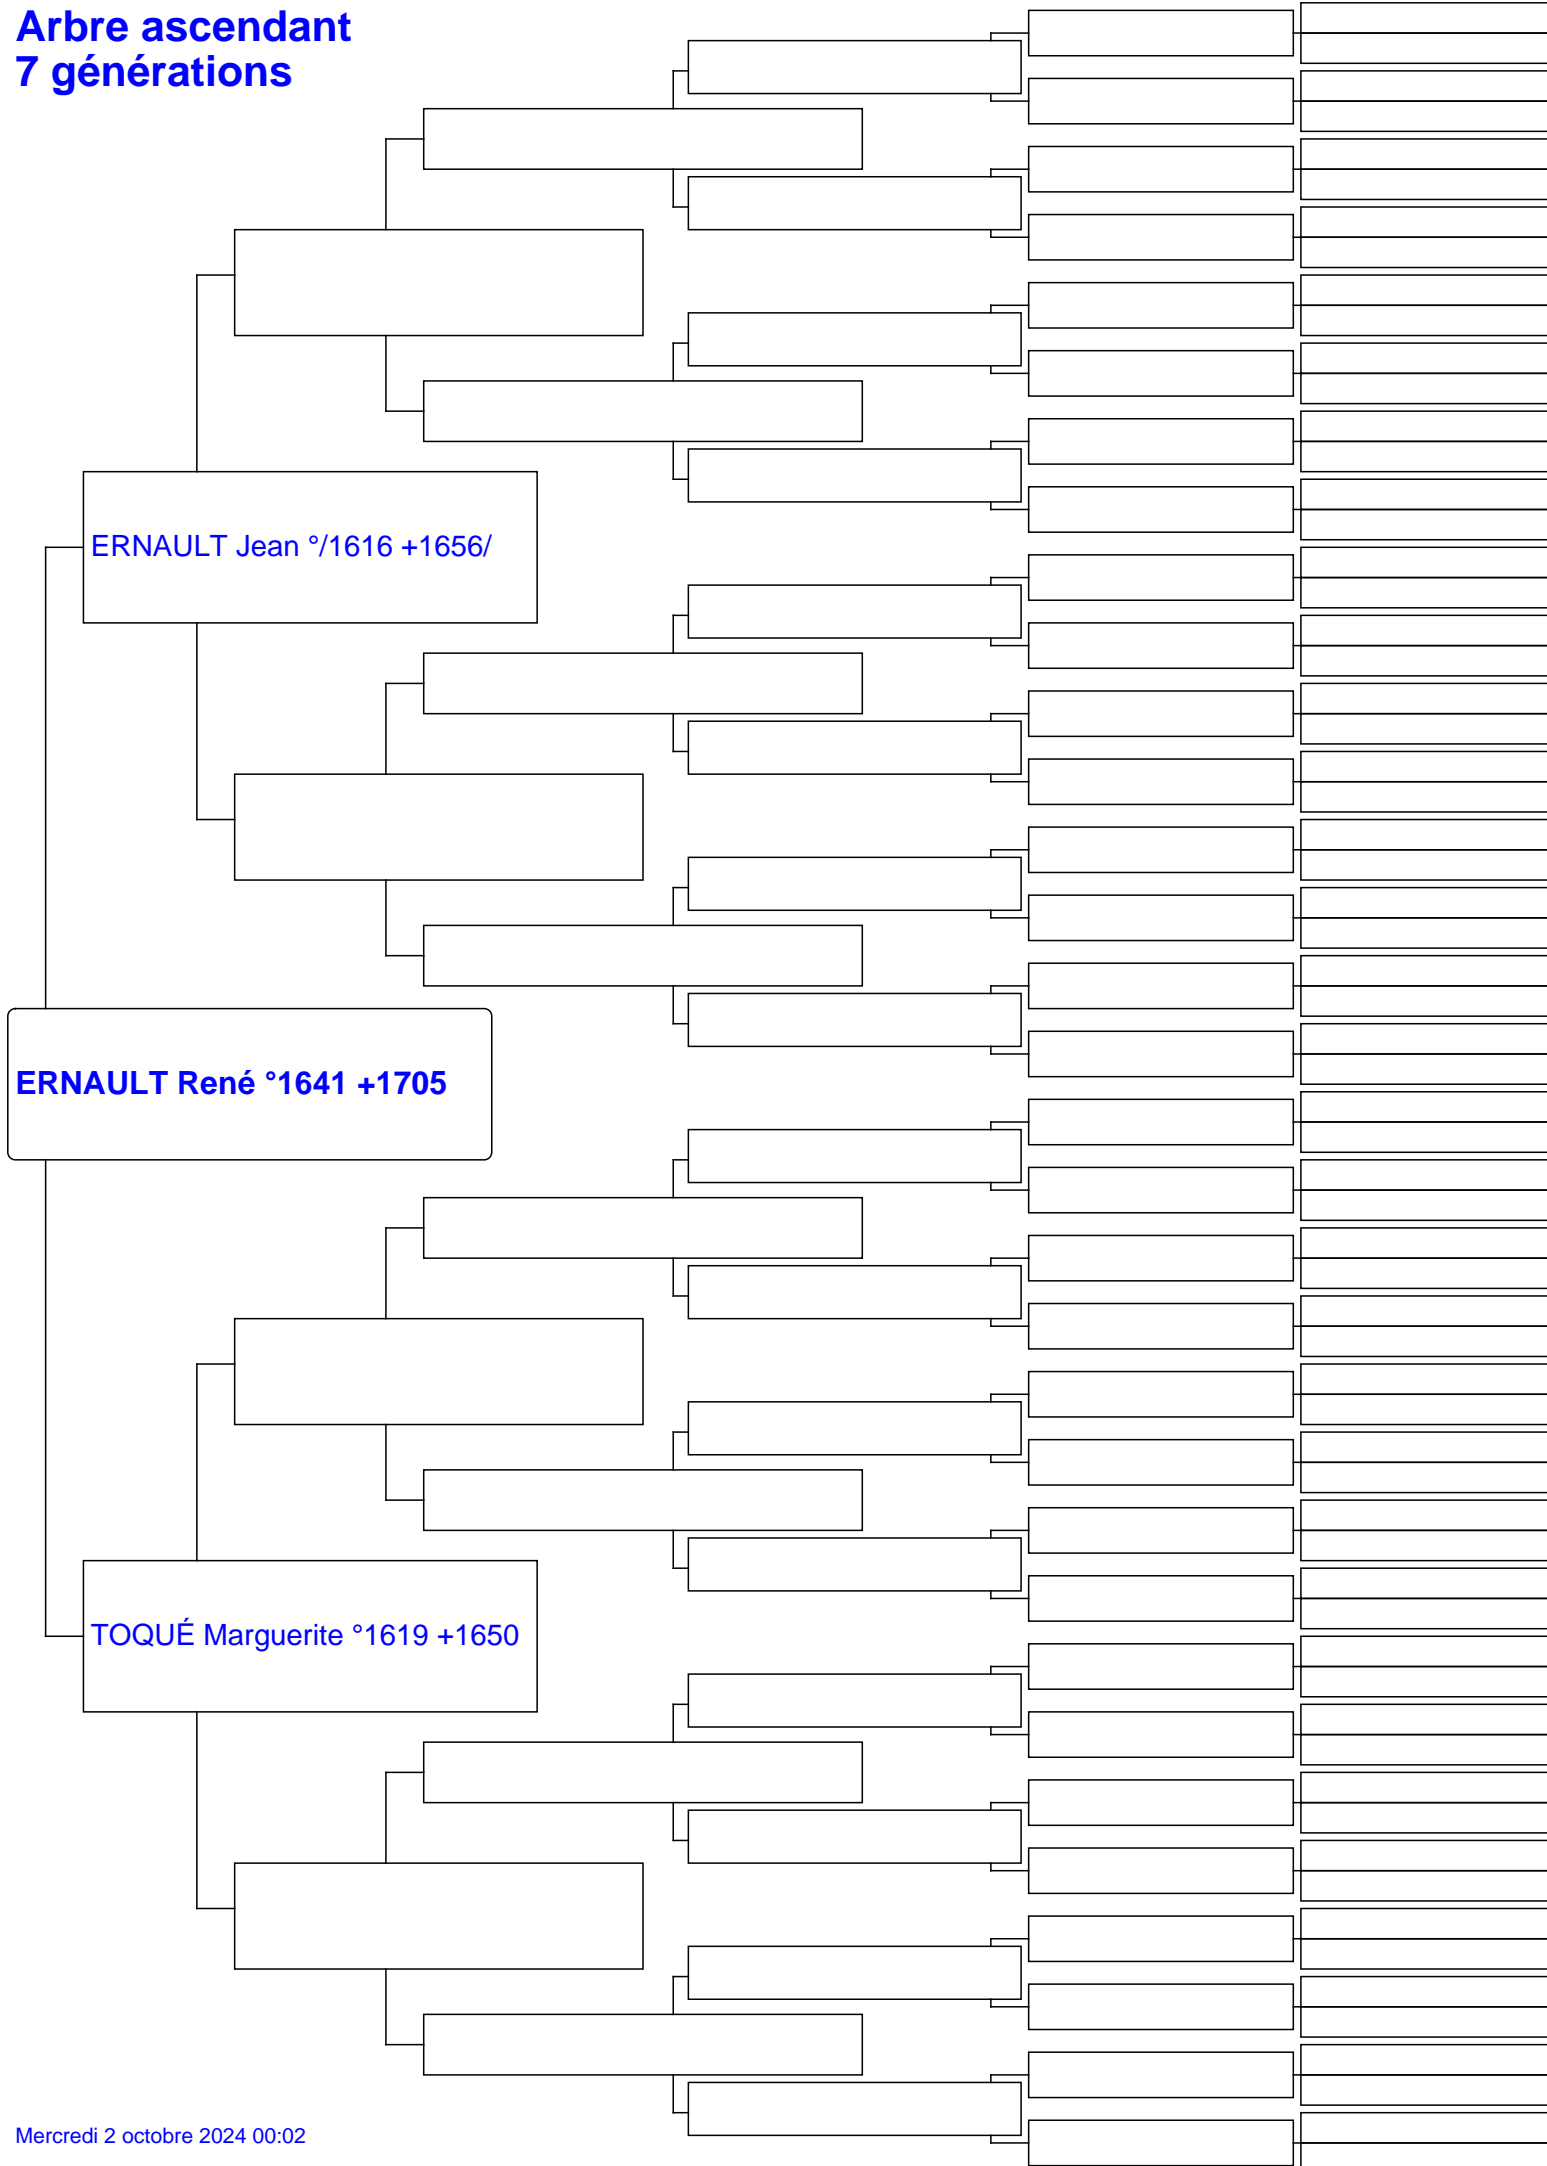 Arbre ascendant
7 générations
ERNAULT Jean °/1616 +1656/
ERNAULT René °1641 +1705
TOQUÉ Marguerite °1619 +1650
Mercredi 2 octobre 2024 00:02